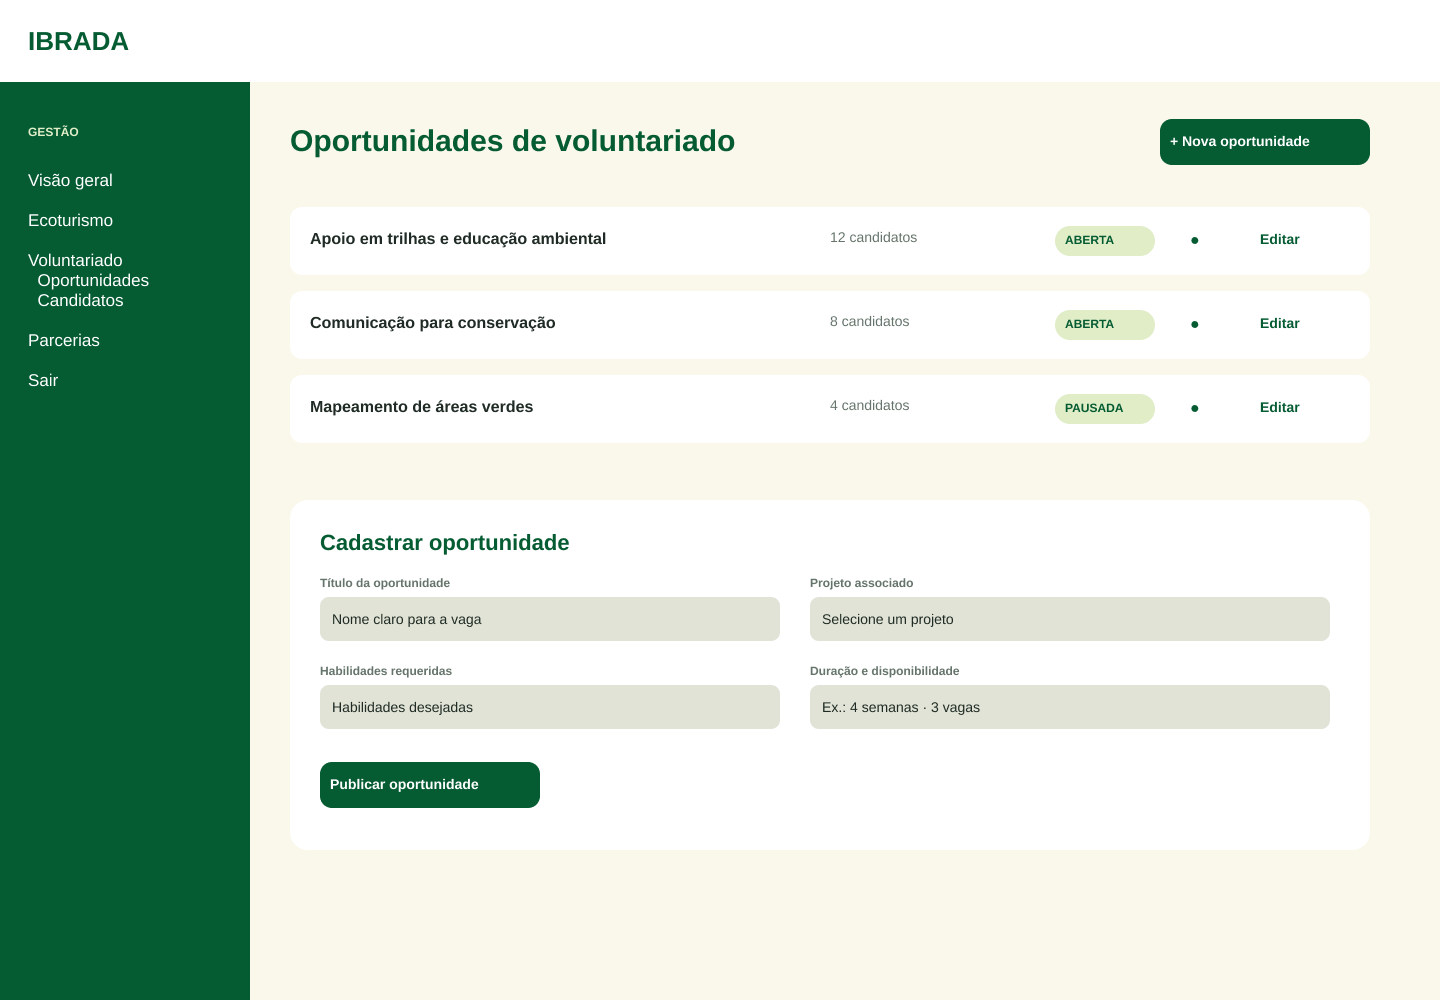 IBRADA
GESTÃO
Visão geral
Ecoturismo
Voluntariado
Oportunidades
Candidatos
Parcerias
Sair
Oportunidades de voluntariado
+ Nova oportunidade
Apoio em trilhas e educação ambiental 12 candidatos ABERTA • Editar
Comunicação para conservação 8 candidatos ABERTA • Editar
Mapeamento de áreas verdes 4 candidatos PAUSADA • Editar
Cadastrar oportunidade
Título da oportunidade Projeto associado
Nome claro para a vaga Selecione um projeto
Habilidades requeridas Duração e disponibilidade
Habilidades desejadas Ex.: 4 semanas · 3 vagas
Publicar oportunidade